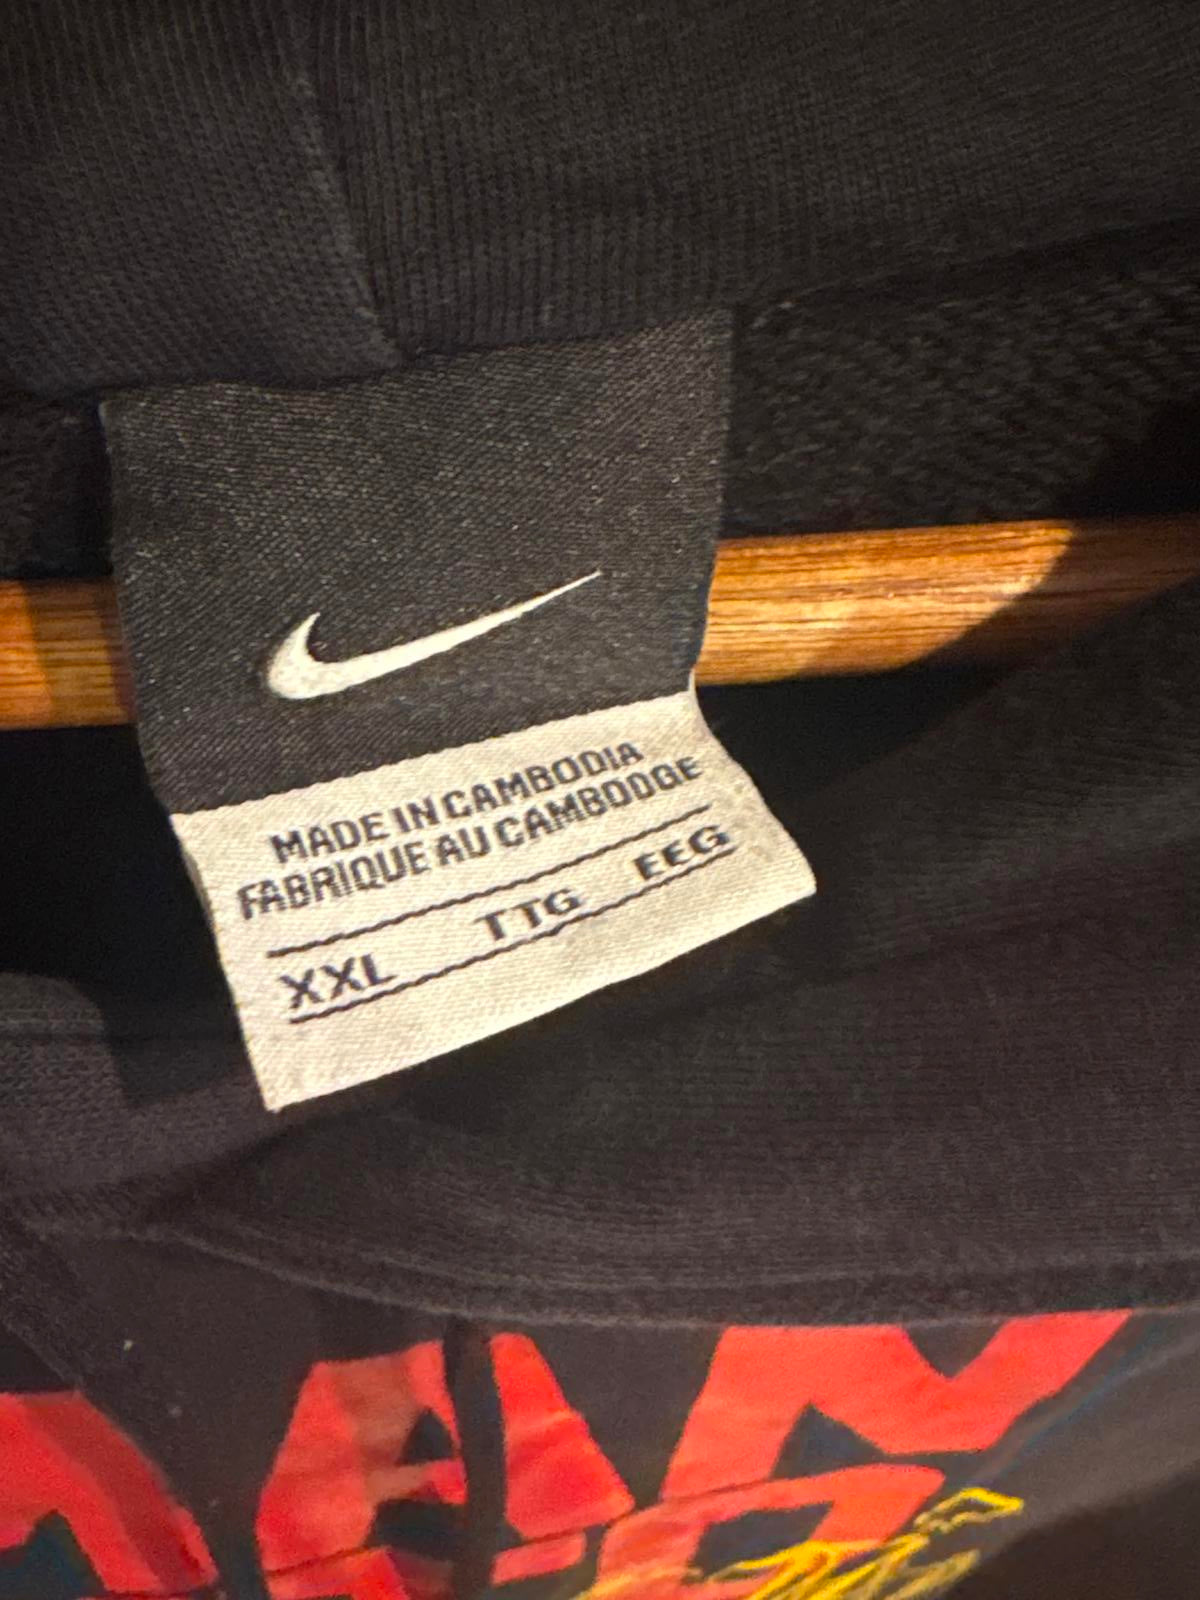 MADE IN CAMBODIA
FABRIQUE AU CAMBODGE
XXL TTG EEG